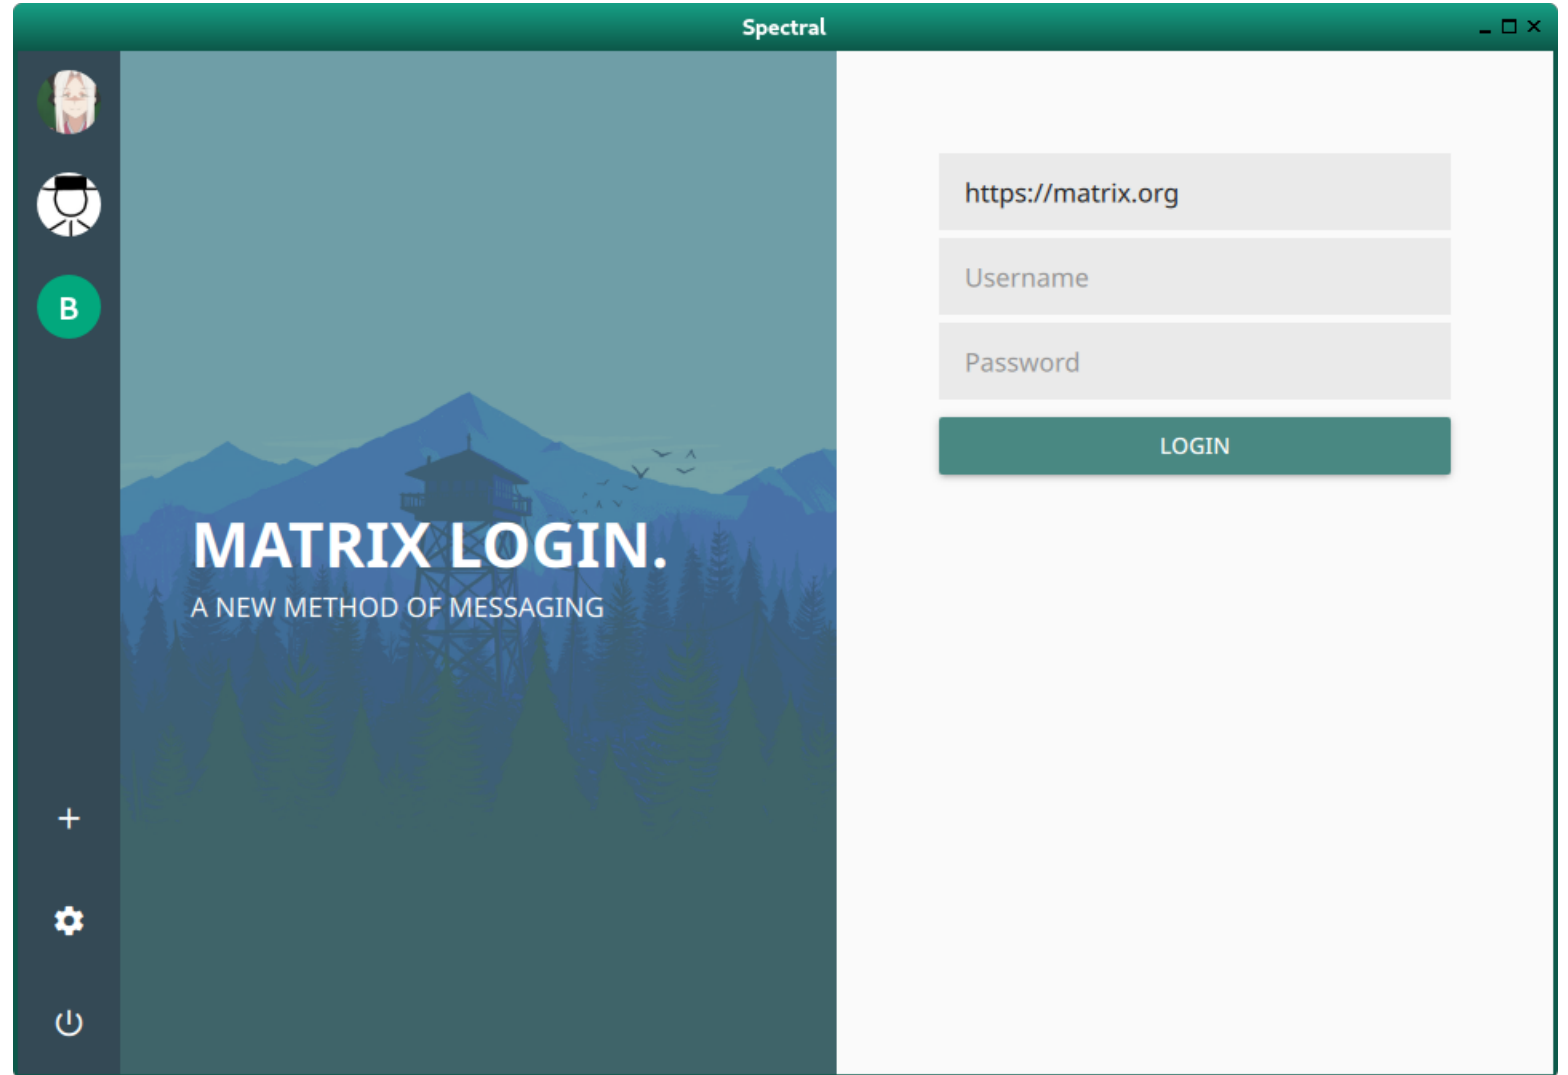 Spectral
B
MATRIX LOGIN.
A NEW METHOD OF MESSAGING
https://matrix.org
Username
Password
LOGIN